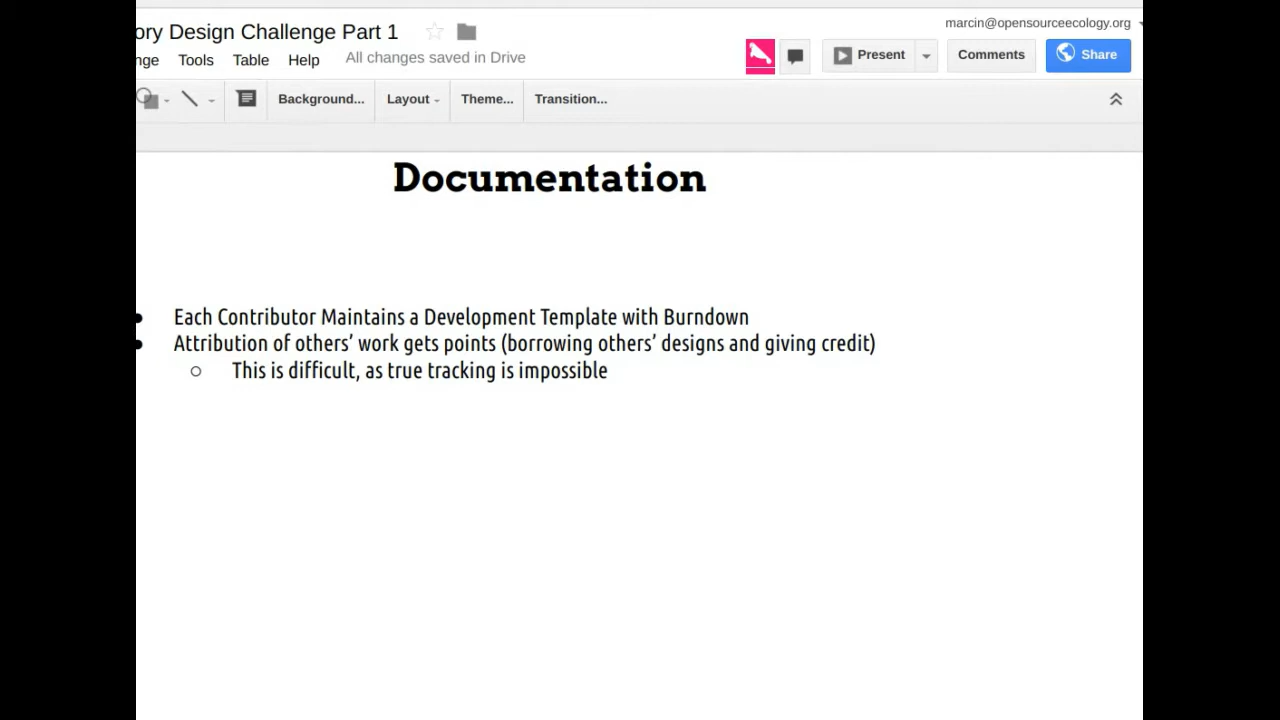 marcin@opensourceecology.org
ory Design Challenge Part 1
nge Tools Table Help All changes saved in Drive
Present Comments Share
Background... Layout Theme... Transition...
Documentation
Each Contributor Maintains a Development Template with Burndown
Attribution of others’ work gets points (borrowing others’ designs and giving credit)
This is difficult, as true tracking is impossible